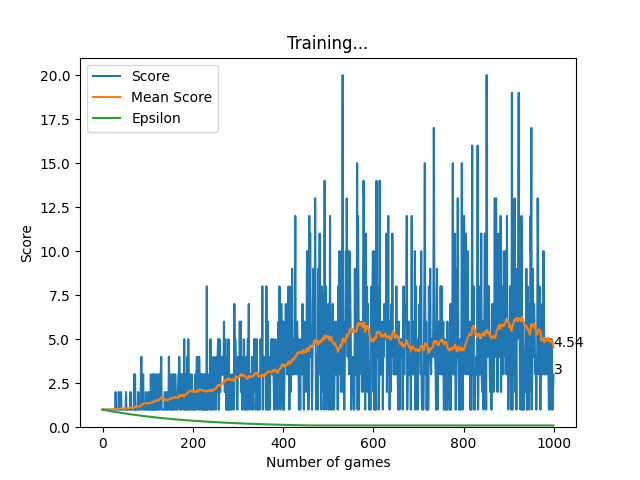 Training...
Score
Mean Score
Epsilon
20.0
17.5
15.0
12.5
10.0
7.5
5.0
2.5
0.0
Score
4.54
3
0 200 400 600 800 1000
Number of games